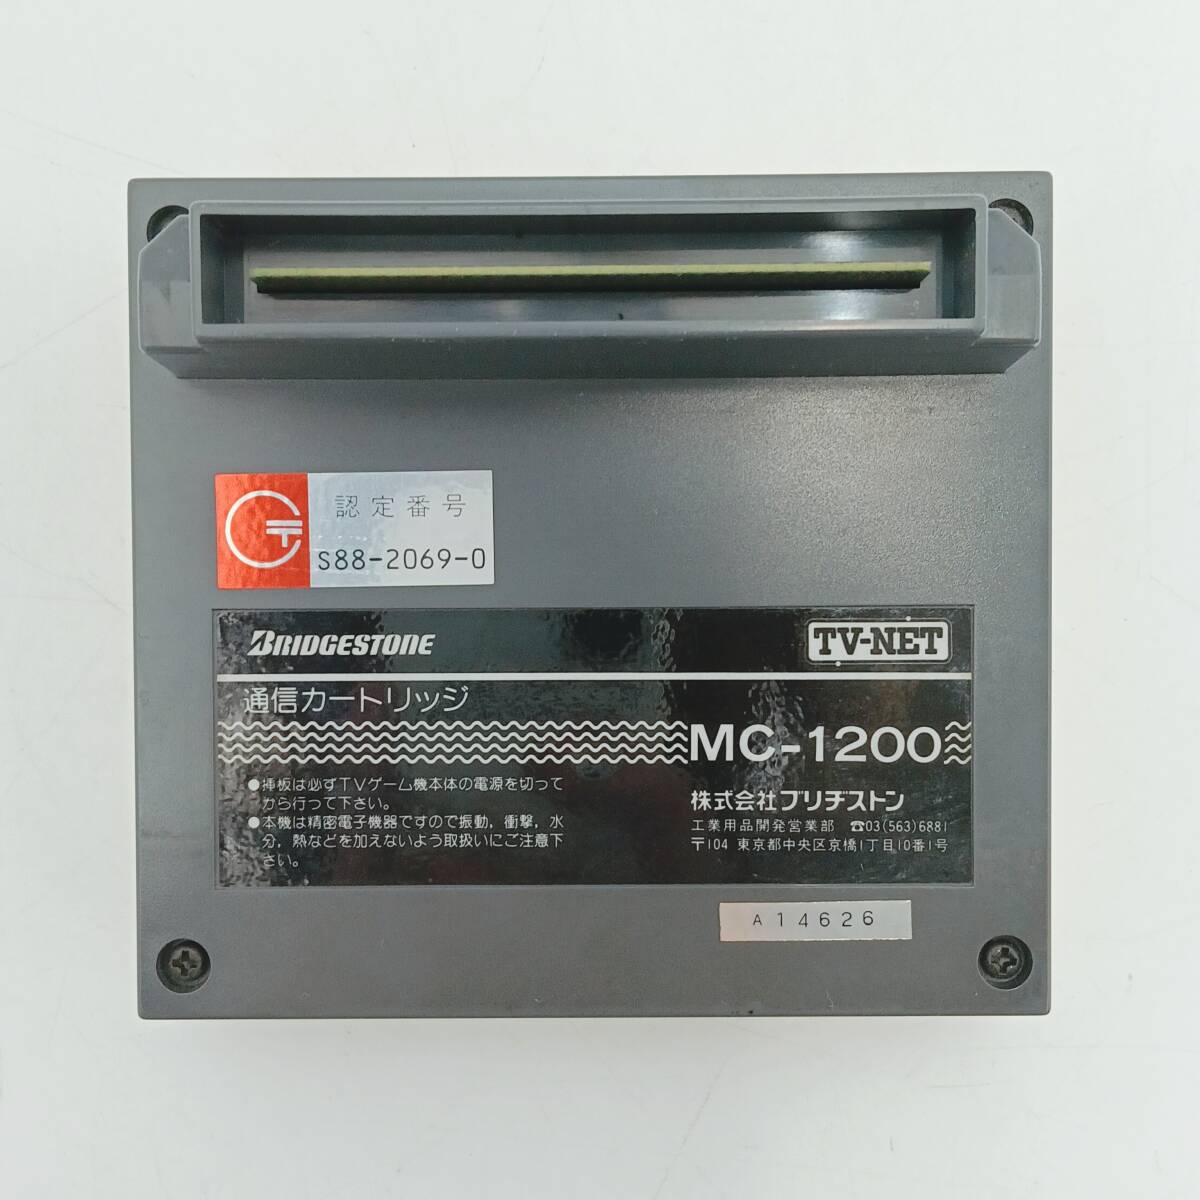 認定番号
S88-2069-0
BRIDGESTONE
TV-NET
通信カートリッジ
MC-1200
●挿板は必ずTVゲーム機本体の電源を切って
から行って下さい。
●本機は精密電子機器ですので振動,衝撃,水
分,熱などを加えないよう取扱いにご注意下
さい。
株式会社ブリヂストン
工業用品開発営業部 ☎03(563)6881
〒104 東京都中央区京橋1丁目10番1号
A14626